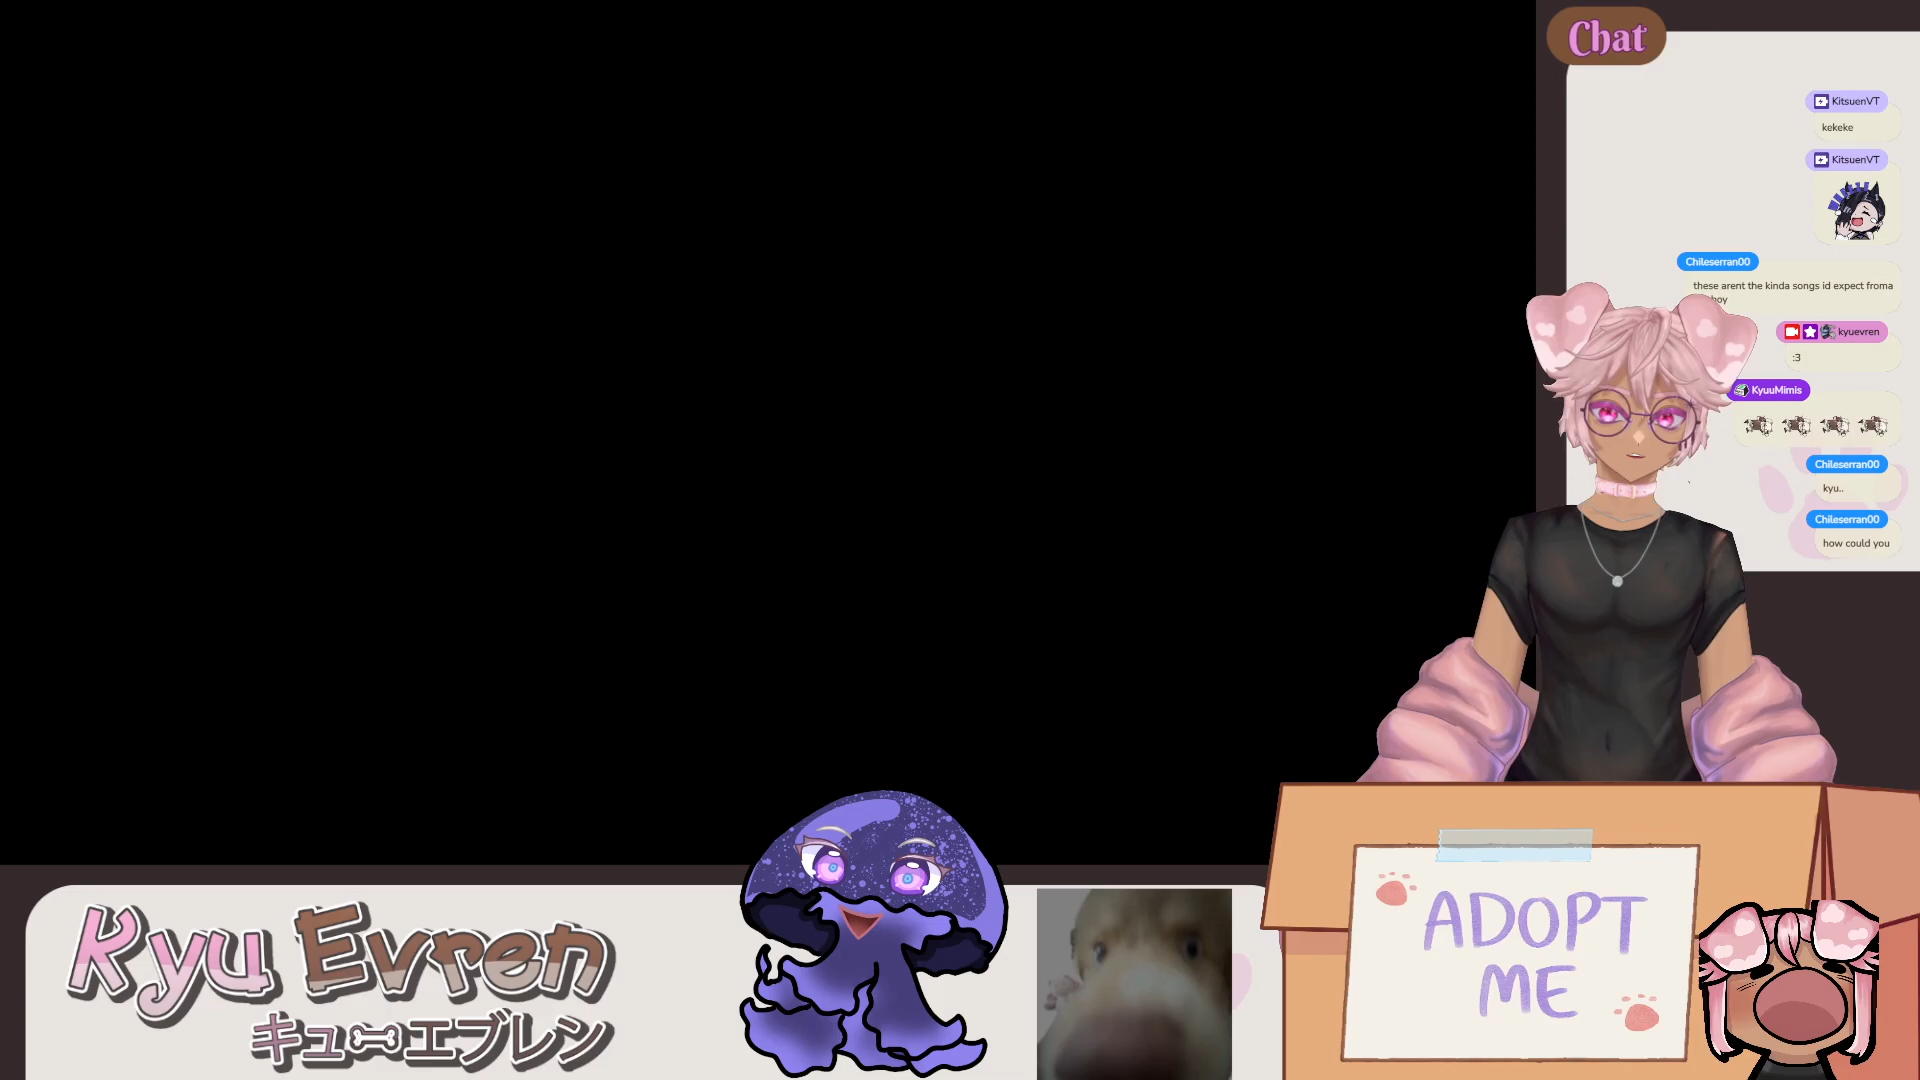 Chat
KitsuenVT
kekeke
KitsuenVT
Chileserran00
these arent the kinda songs id expect froma
kyuevren
:3
KyuuMimis
Chileserran00
kyu..
Chileserran00
how could you
Kyu Evren
キューエブレン
ADOPT
ME